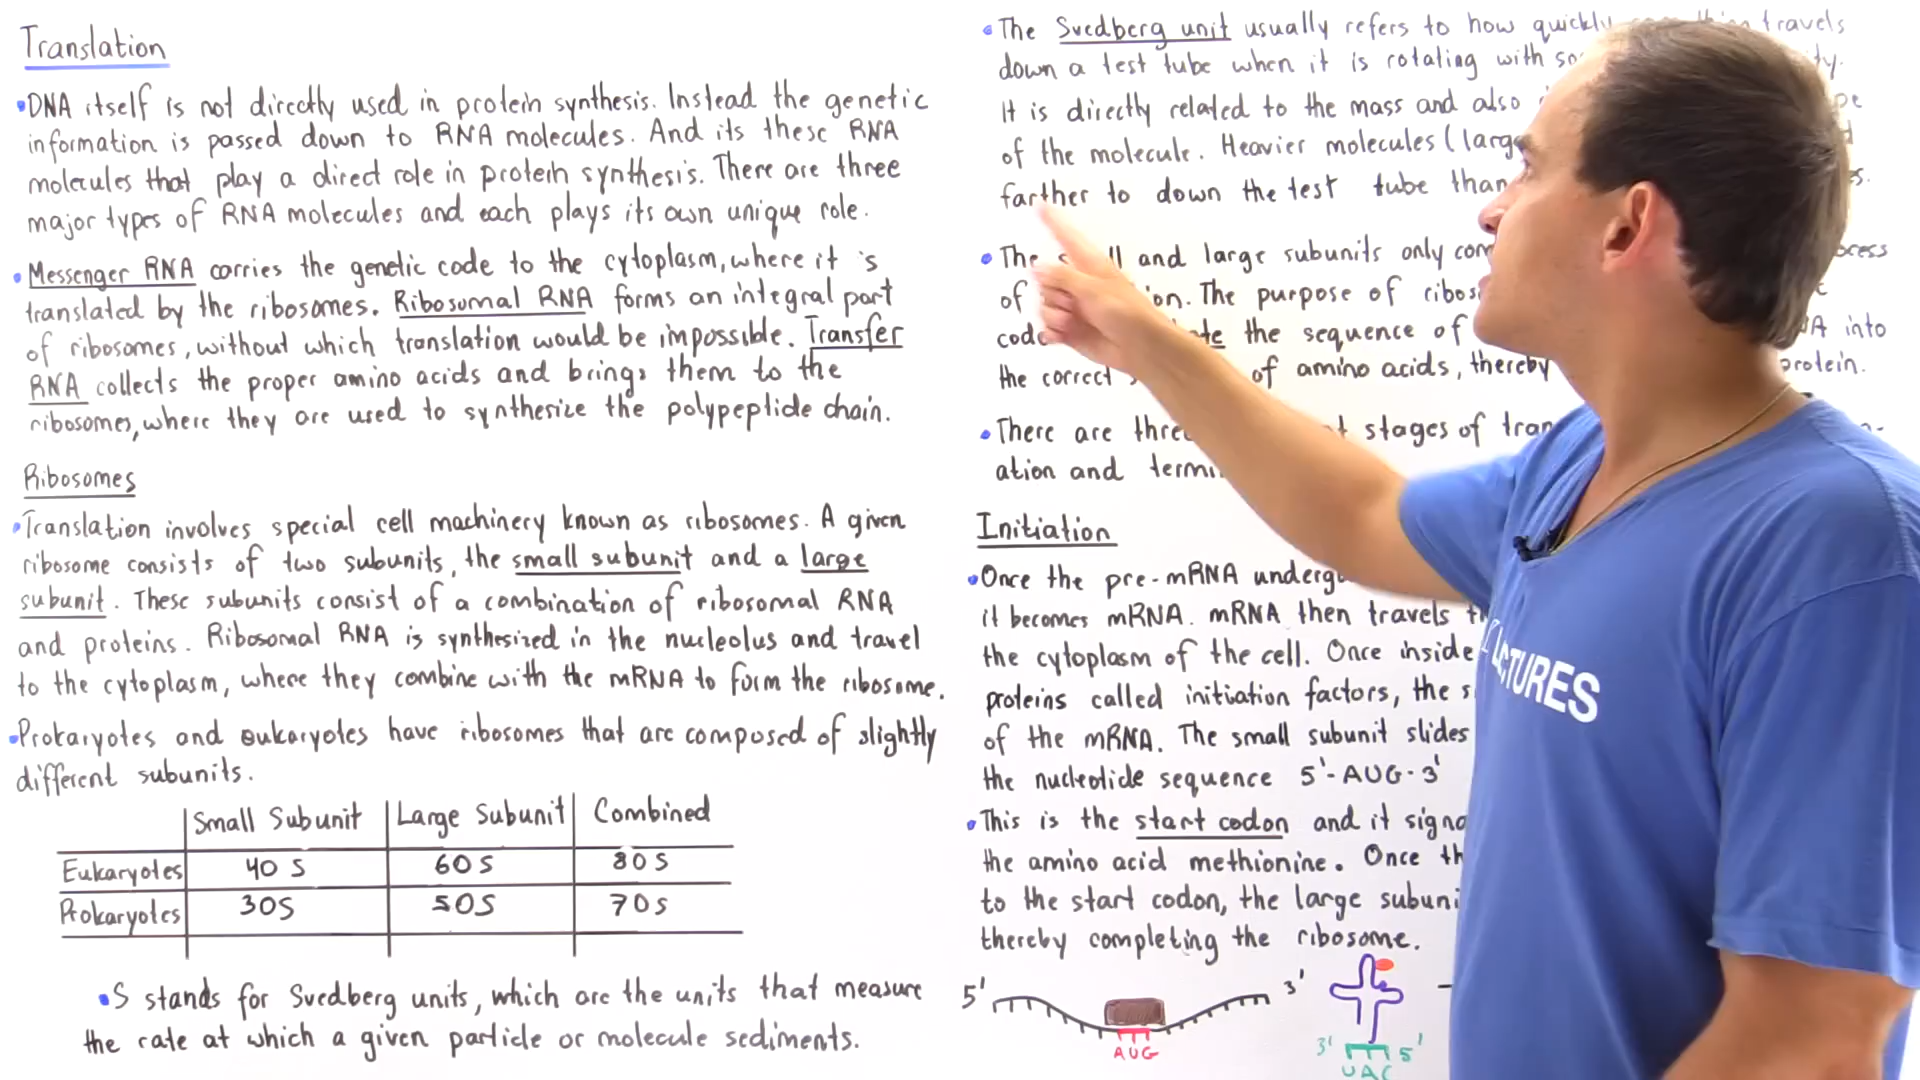 Translation
•DNA itself is not directly used in protein synthesis. Instead the genetic
information is passed down to RNA molecules. And its these RNA
molecules that play a direct role in protein synthesis. There are three
major types of RNA molecules and each plays its own unique role.
•Messenger RNA carries the genetic code to the cytoplasm, where it is
translated by the ribosomes. Ribosomal RNA forms an integral part
of ribosomes, without which translation would be impossible. Transfer
RNA collects the proper amino acids and brings them to the
ribosomes, where they are used to synthesize the polypeptide chain.
Ribosomes
•Translation involves special cell machinery known as ribosomes. A given
ribosome consists of two subunits, the small subunit and a large
subunit. These subunits consist of a combination of ribosomal RNA
and proteins. Ribosomal RNA is synthesized in the nucleolus and travel
to the cytoplasm, where they combine with the mRNA to form the ribosome.
•Prokaryotes and eukaryotes have ribosomes that are composed of slightly
different subunits.
Small Subunit Large Subunit Combined
Eukaryotes 40 S 60 S 80 S
Prokaryotes 30S 50S 70s
•S stands for Svedberg units, which are the units that measure
the rate at which a given particle or molecule sediments.
•The Svedberg unit usually refers to how quickly travels
down a test tube when it is rotating with
It is directly related to the mass and also
of the molecule. Heavier molecules
farther to down the test tube than
•The and large subunits only
of The purpose of
the sequence of into
the correct of amino acids, thereby protein.
•There are stages of
ation and
Initiation
•Once the pre-mRNA
it becomes mRNA. mRNA then travels
the cytoplasm of the cell. Once inside
proteins called initiation factors, the
of the mRNA. The small subunit slides
the nucleotide sequence 5'-AUG-3'
•This is the start codon and it
the amino acid methionine. Once
to the start codon, the large
thereby completing the ribosome.
5' 3'
AUG
3' 5'
UAC